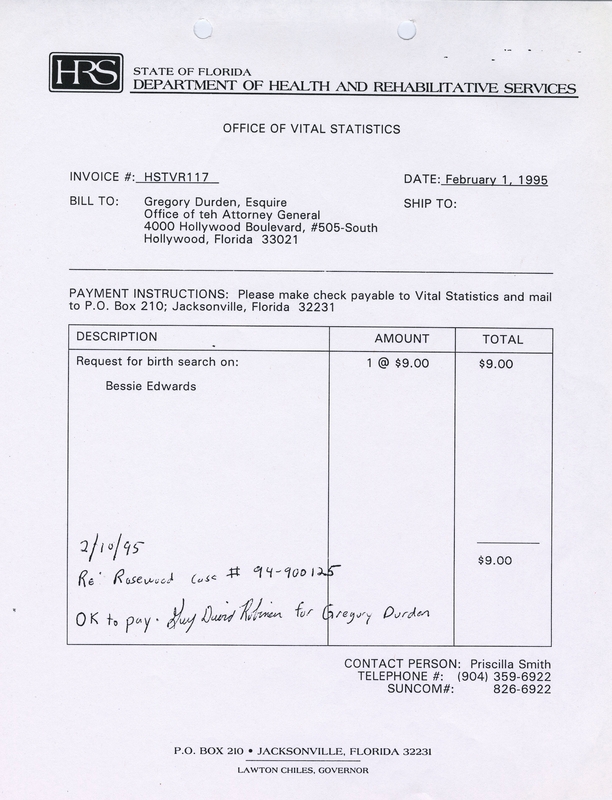 HRS
STATE OF FLORIDA
DEPARTMENT OF HEALTH AND REHABILITATIVE SERVICES
OFFICE OF VITAL STATISTICS
INVOICE #: HSTVR117 DATE: February 1, 1995
BILL TO: Gregory Durden, Esquire SHIP TO:
Office of teh Attorney General
4000 Hollywood Boulevard, #505-South
Hollywood, Florida 33021
PAYMENT INSTRUCTIONS: Please make check payable to Vital Statistics and mail
to P.O. Box 210; Jacksonville, Florida 32231
DESCRIPTION AMOUNT TOTAL
Request for birth search on: 1 @ $9.00 $9.00
Bessie Edwards
2/10/95
$9.00
Re: Rosewood Case # 94-900125
OK to pay. David Robinson for Gregory Durden
CONTACT PERSON: Priscilla Smith
TELEPHONE #: (904) 359-6922
SUNCOM#: 826-6922
P.O. BOX 210 • JACKSONVILLE, FLORIDA 32231
LAWTON CHILES, GOVERNOR